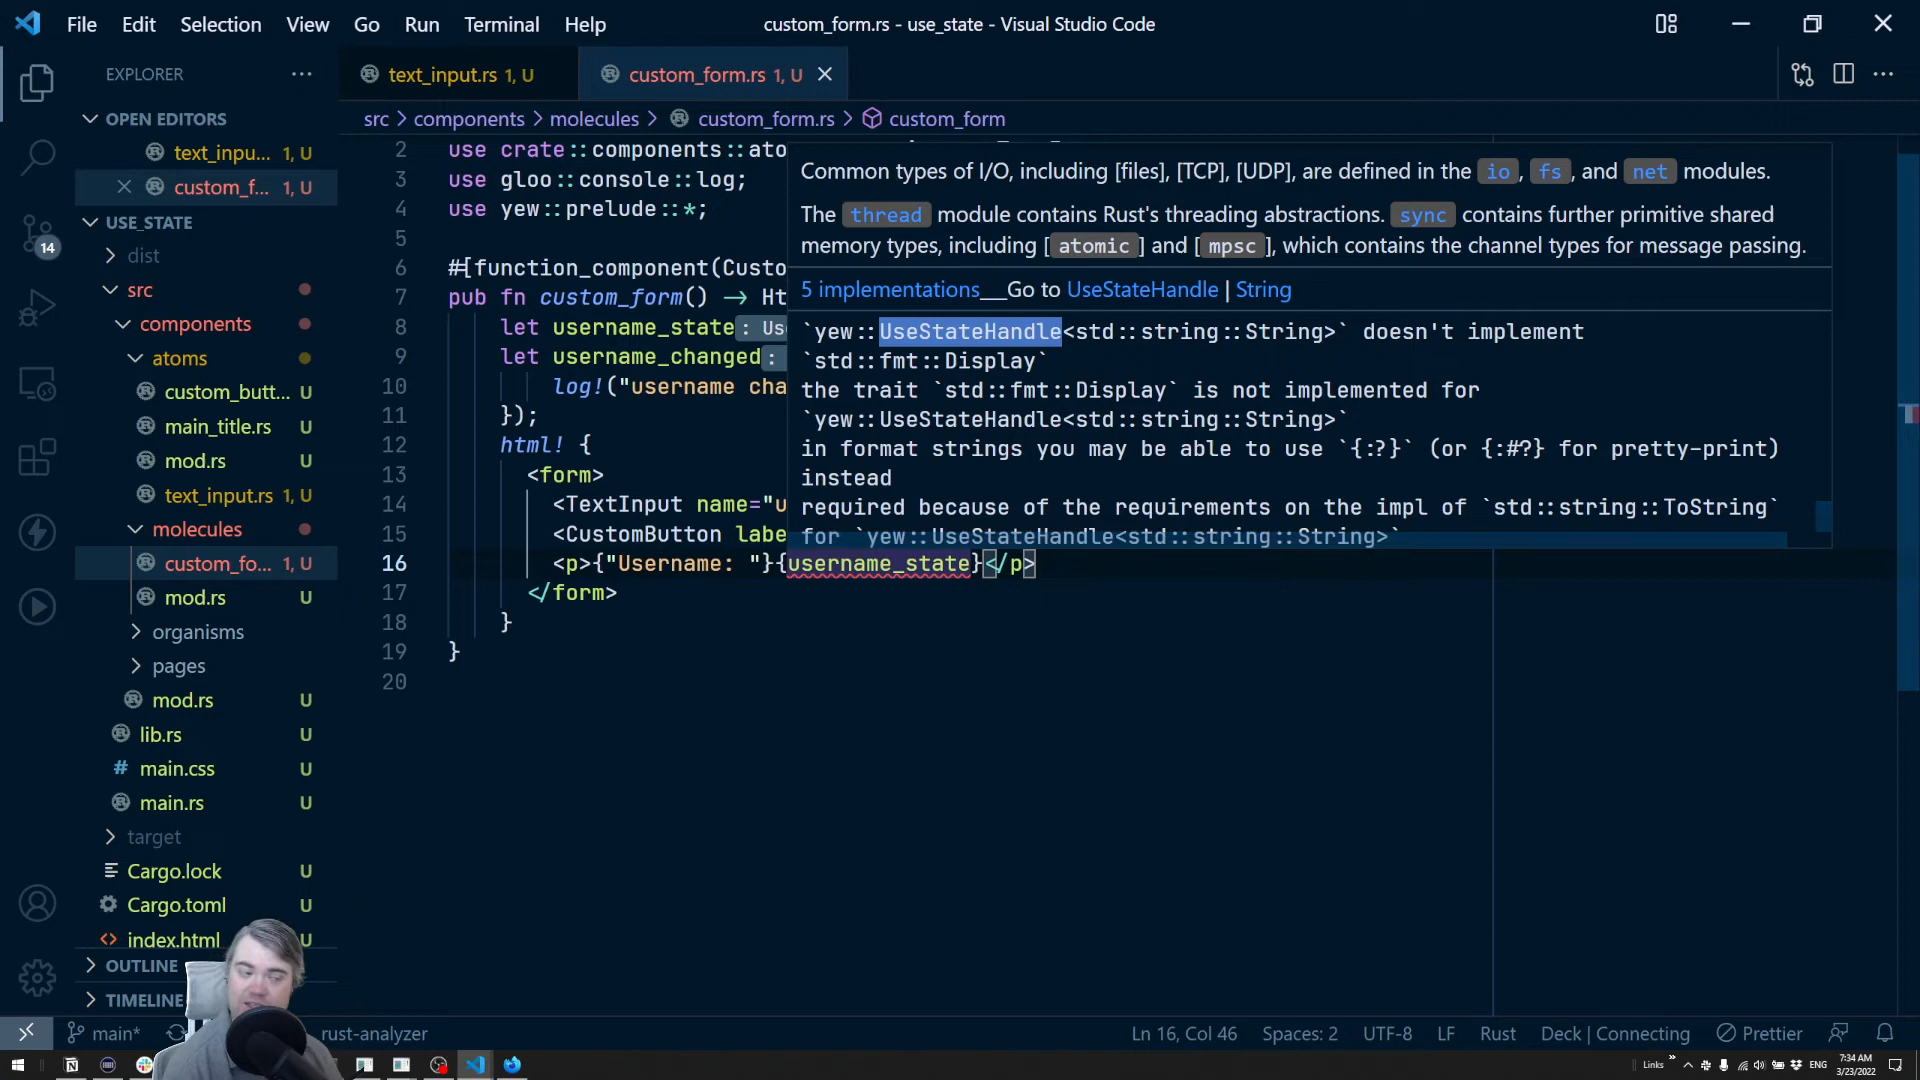 File Edit Selection View Go Run Terminal Help
custom_form.rs - use_state - Visual Studio Code
EXPLORER
text_input.rs 1, U
custom_form.rs 1, U
OPEN EDITORS
text_inpu... 1, U
custom_f... 1, U
USE_STATE
14
dist
src
components
atoms
custom_butt... U
main_title.rs U
mod.rs U
text_input.rs 1, U
molecules
custom_fo... 1, U
mod.rs U
organisms
pages
mod.rs U
lib.rs U
# main.css U
main.rs U
target
Cargo.lock U
Cargo.toml U
index.html U
OUTLINE
TIMELINE
src > components > molecules > custom_form.rs > custom_form
2 use crate::components::ato
3 use gloo::console::log;
4 use yew::prelude::*;
5
6 #[function_component(Custo
7 pub fn custom_form() -> Ht
8 let username_state: Us
9 let username_changed:
10 log!("username cha
11 });
12 html! {
13 <form>
14 <TextInput name="u
15 <CustomButton labe
16 <p>{"Username: "}{username_state}</p>
17 </form>
18 }
19 }
20
Common types of I/O, including [files], [TCP], [UDP], are defined in the io, fs, and net modules.
The thread module contains Rust's threading abstractions. sync contains further primitive shared
memory types, including [atomic] and [mpsc], which contains the channel types for message passing.
5 implementations___Go to UseStateHandle | String
`yew::UseStateHandle<std::string::String>` doesn't implement
`std::fmt::Display`
the trait `std::fmt::Display` is not implemented for
`yew::UseStateHandle<std::string::String>`
in format strings you may be able to use `{:?}` (or {:#?} for pretty-print)
instead
required because of the requirements on the impl of `std::string::ToString`
for `yew::UseStateHandle<std::string::String>`
main* rust-analyzer Ln 16, Col 46 Spaces: 2 UTF-8 LF Rust Deck | Connecting Prettier
Links » ENG 7:34 AM
3/23/2022